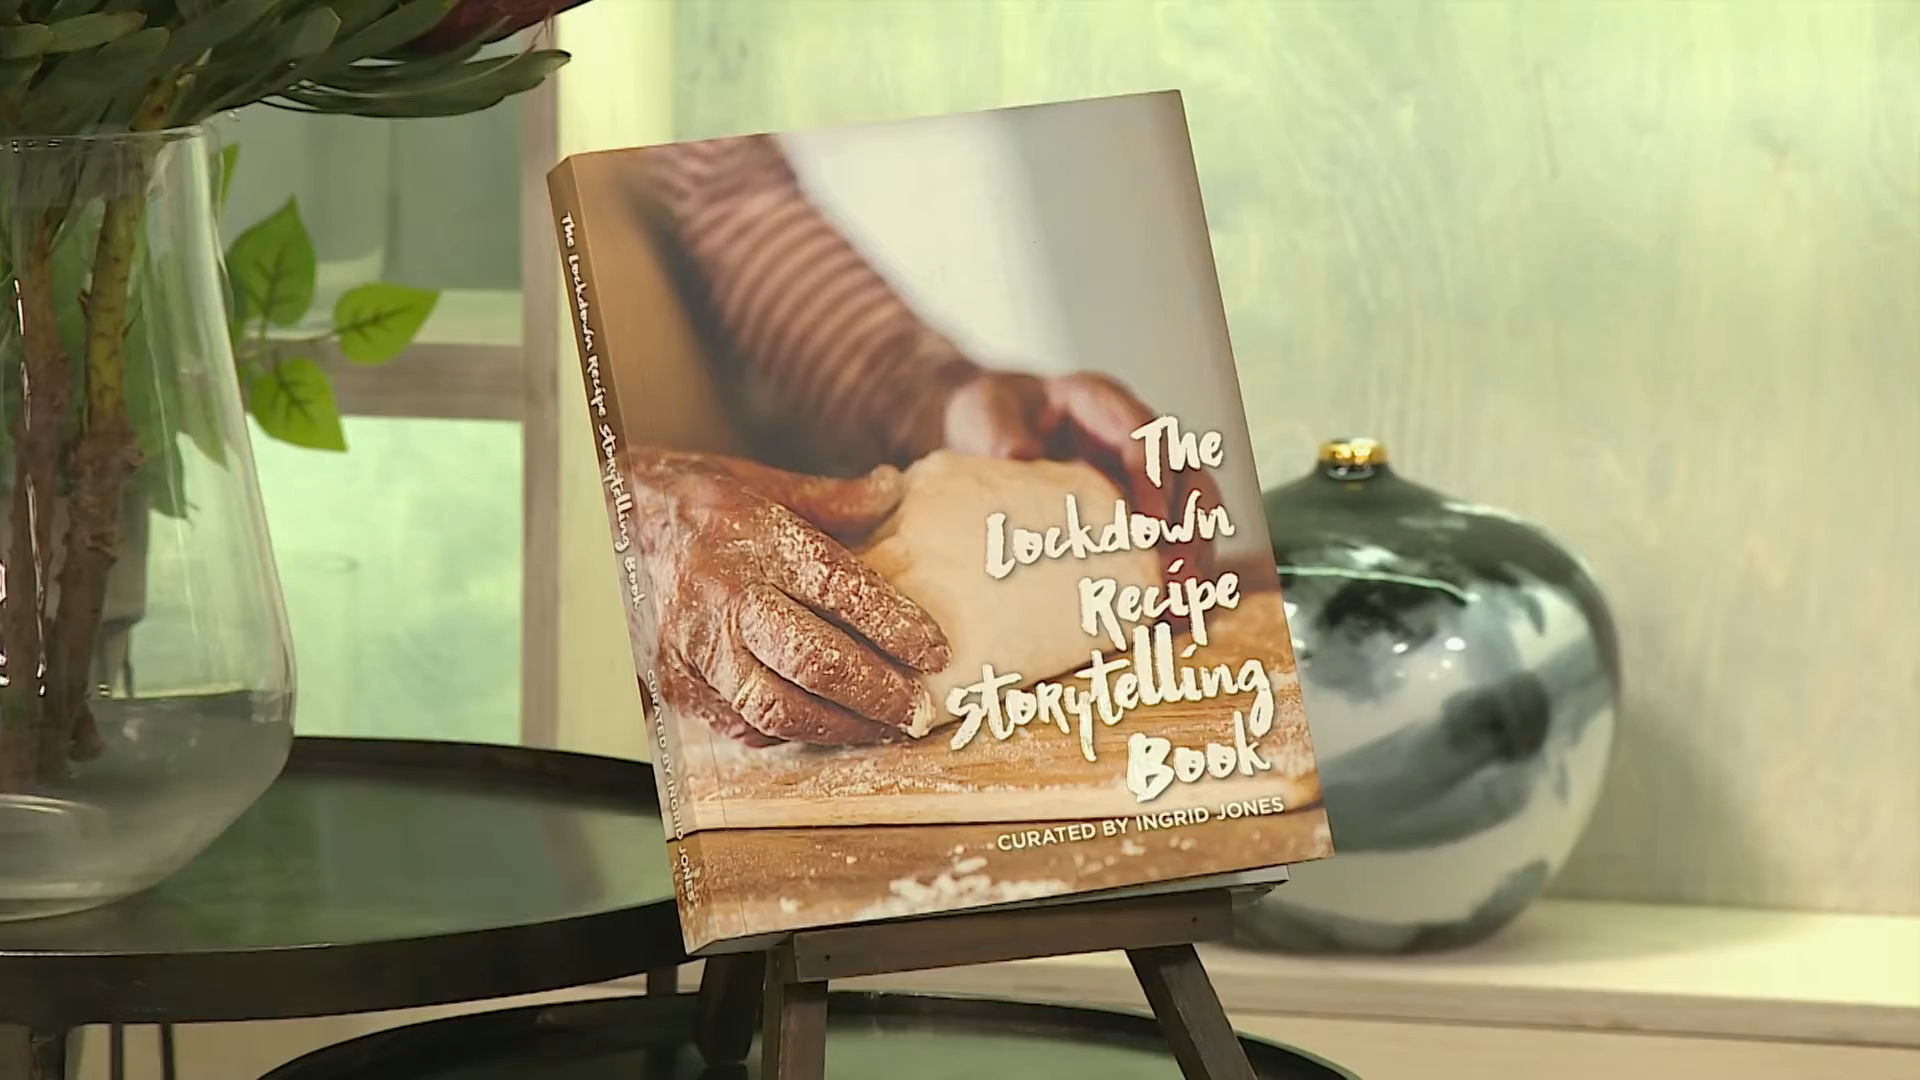 The Lockdown Recipe Storytelling Book
CURATED BY INGRID JONES
The
Lockdown
Recipe
Storytelling
Book
CURATED BY INGRID JONES